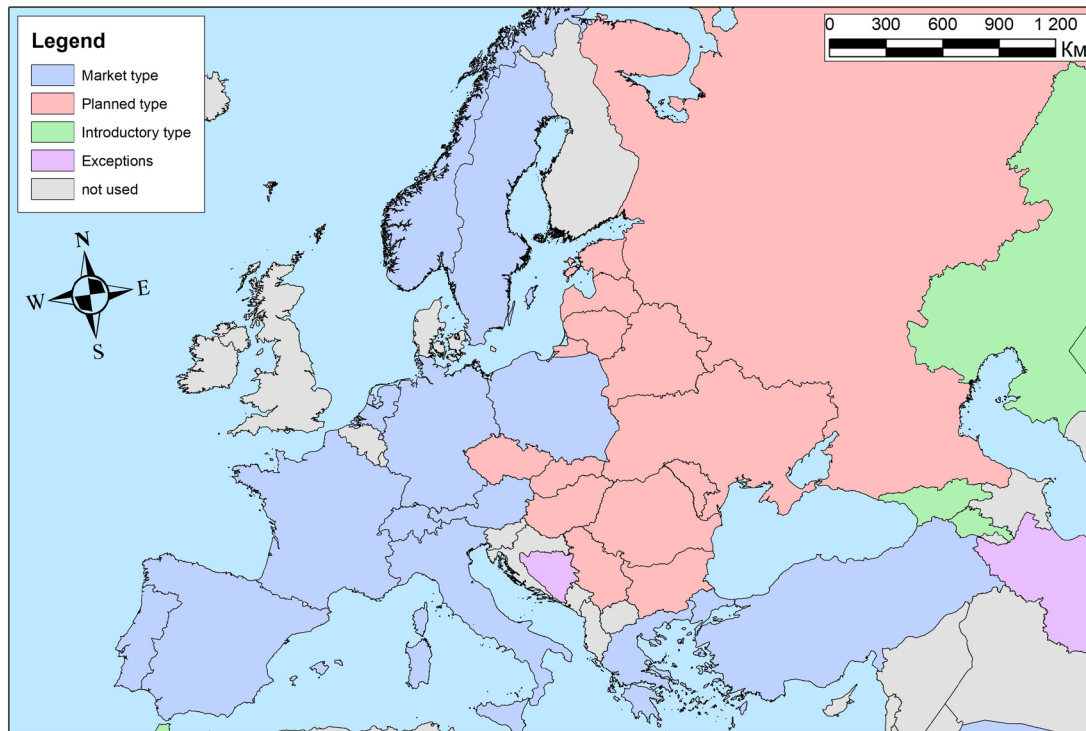 Legend
Market type
Planned type
Introductory type
Exceptions
not used
0 300 600 900 1 200
Км
N
W E
S